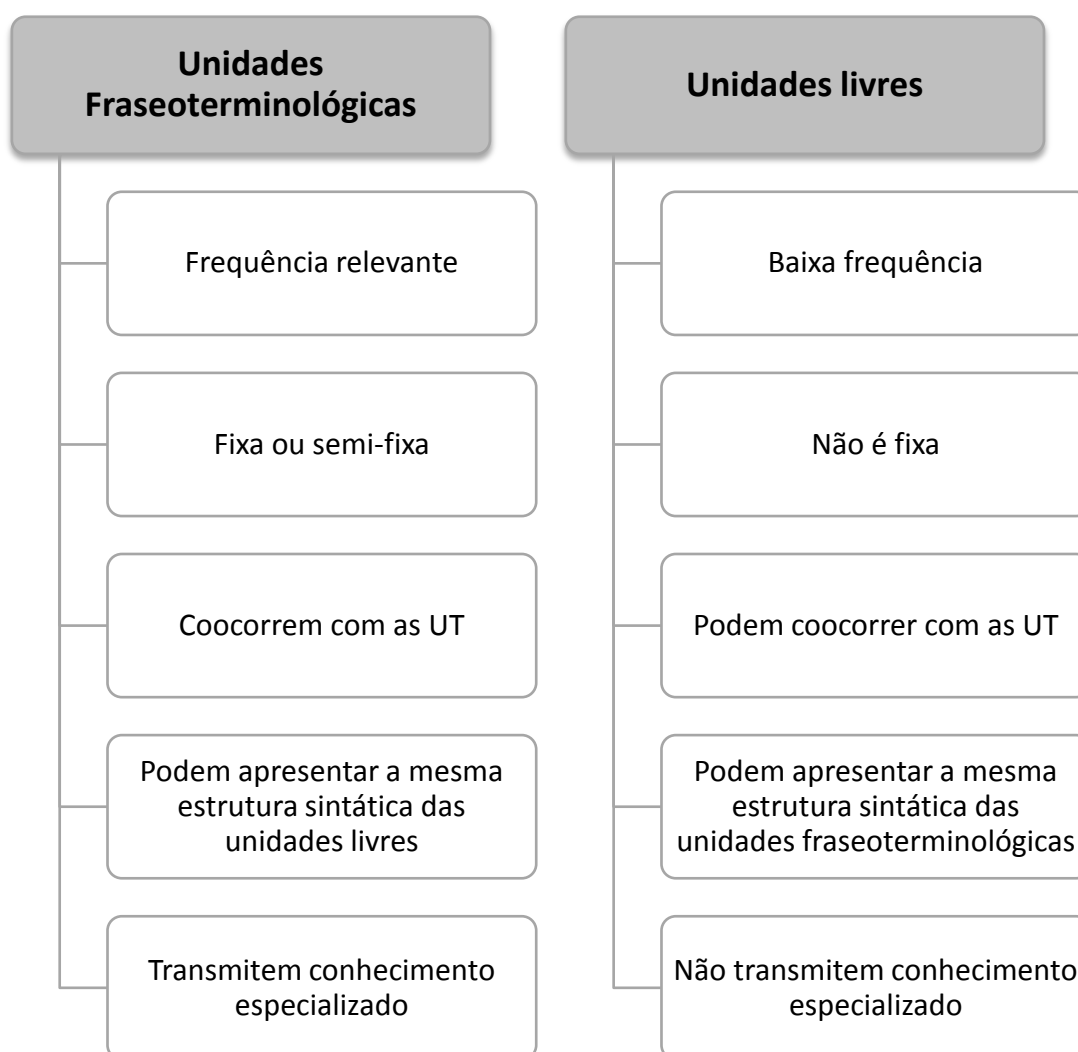 Unidades
Fraseoterminológicas
Frequência relevante
Fixa ou semi-fixa
Coocorrem com as UT
Podem apresentar a mesma
estrutura sintática das
unidades livres
Transmitem conhecimento
especializado
Unidades livres
Baixa frequência
Não é fixa
Podem coocorrer com as UT
Podem apresentar a mesma
estrutura sintática das
unidades fraseoterminológicas
Não transmitem conhecimento
especializado